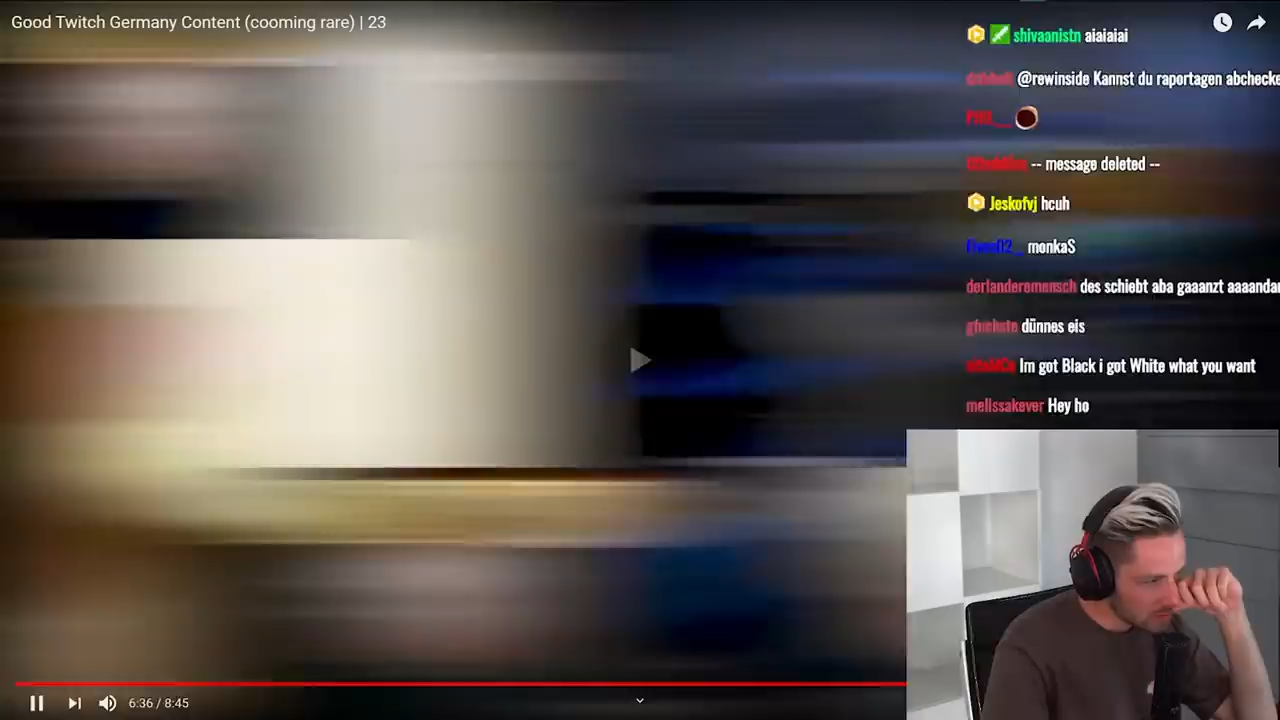 Good Twitch Germany Content (cooming rare) | 23
shivaanistn aiaiaiai
@rewinside Kannst du raportagen abchecke
-- message deleted --
Jeskofvj hcuh
monkaS
derlanderemensch des schiebt aba gaaanzt aaaanda
dünnes eis
Im got Black i got White what you want
melissakever Hey ho
6:36 / 8:45